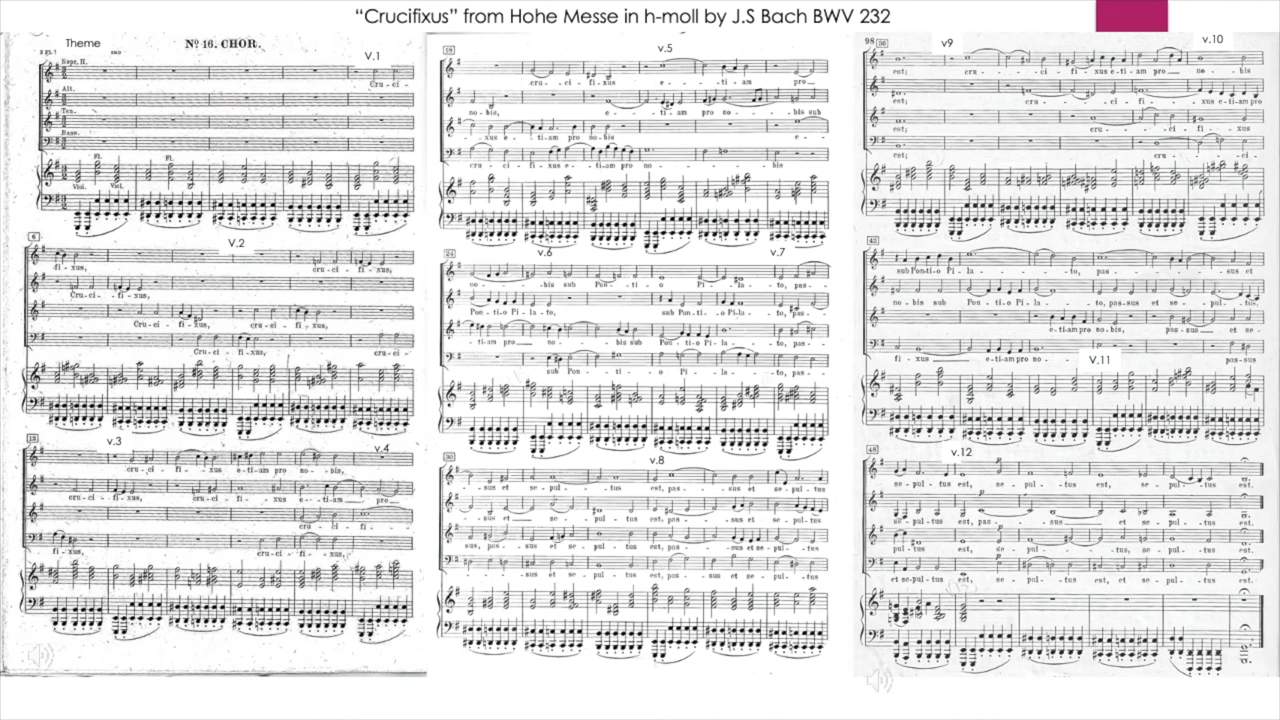 “Crucifixus” from Hohe Messe in h-moll by J.S Bach BWV 232
Theme
Nº 16. CHOR.
V.1
Sopr. II.
Cru - ci -
Alt.
Ten.
Bass.
Fl. Fl.
Viol. Viol.
6
V.2
fi - xus, cru - ci - fi - xus,
Cru - ci - fi - xus,
Cru - ci - fi - xus, cru - ci - fi - xus,
Cru - ci - fi - xus, cru - ci -
v.3
v.4
cru - ci - fi - xus e - ti - am pro no - bis,
cru - ci - fi - xus, cru - ci - fi - xus e - ti - am pro
cru - ci - fi -
fi - xus, cru - ci - fi - xus,
18
v.5
cru - ci - fi - xus e - ti - am pro
no - bis, e - ti - am pro no - bis
xus e - ti - am pro no - bis e -
cru - ci - fi - xus e - ti - am pro no - bis
24
v.6
v.7
no - bis sub Pon - ti - o Pi - la - to, pas -
Pon - ti - o Pi - la - to, sub Pon - ti - o Pi - la - to, pas -
ti - am pro no - bis sub Pon - ti - o Pi - la - to,
sub Pon - ti - o Pi - la - to, pas -
30
v.8
- sus et se - pul - tus est, pas - sus et se - pul - tus
- sus et se - pul - tus est, pas - sus et se - pul - tus
sus, pas - sus et se - pul - tus est, pas - sus et se - pul - tus
- sus et se - pul - tus est, pas - sus et se - pul - tus
98
36
v9
v.10
est; cru - ci - fi - xus e - ti - am pro no - bis
est; cru - ci - fi - xus e - ti - am pro
est; cru - ci - fi - xus
est; cru - ci -
42
sub Ponti - o Pi - la - to, pas - sus et
no - bis sub Pon - ti - o Pi - la - to, pas - sus et se - pul - tus,
e - ti - am pro no - bis, pas - sus et se -
fi - xus e - ti - am pro no - pas - sus
V.11
48
v.12
se - pul - tus est, se - pul - tus est, se - pul - tus est.
se - pul - tus est, pas - sus et se - pul - tus est.
pul - tus est, se - pul - tus, se - pul - tus est.
et se - pul - tus est, se - pul - tus est, et se - pul - tus est.